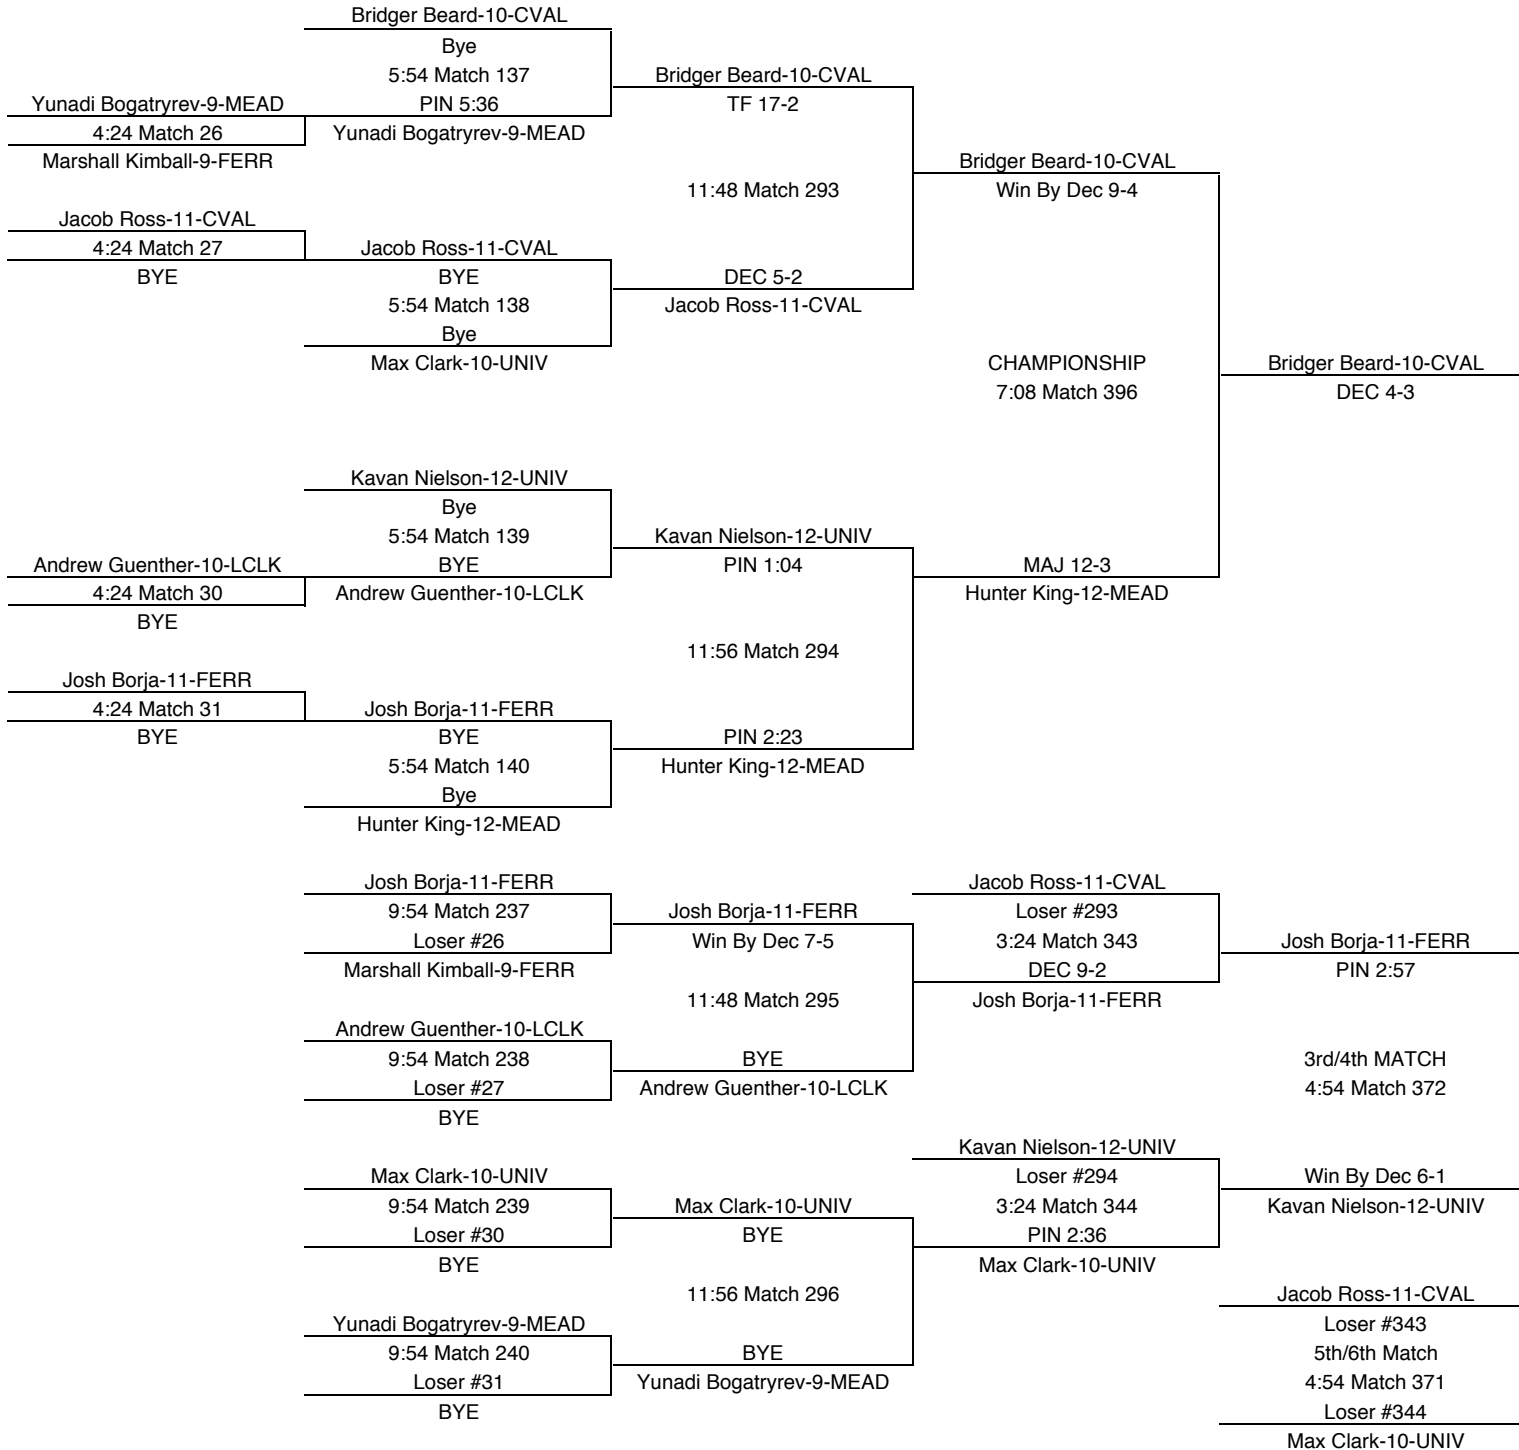 Bridger Beard-10-CVAL
Bye
5:54 Match 137
Bridger Beard-10-CVAL
Yunadi Bogatryrev-9-MEAD
PIN 5:36
TF 17-2
4:24 Match 26
Yunadi Bogatryrev-9-MEAD
Marshall Kimball-9-FERR
Bridger Beard-10-CVAL
11:48 Match 293
Win By Dec 9-4
Jacob Ross-11-CVAL
4:24 Match 27
Jacob Ross-11-CVAL
BYE
BYE
DEC 5-2
5:54 Match 138
Jacob Ross-11-CVAL
Bye
Max Clark-10-UNIV
CHAMPIONSHIP
Bridger Beard-10-CVAL
7:08 Match 396
DEC 4-3
Kavan Nielson-12-UNIV
Bye
5:54 Match 139
Kavan Nielson-12-UNIV
Andrew Guenther-10-LCLK
BYE
PIN 1:04
MAJ 12-3
4:24 Match 30
Andrew Guenther-10-LCLK
Hunter King-12-MEAD
BYE
11:56 Match 294
Josh Borja-11-FERR
4:24 Match 31
Josh Borja-11-FERR
BYE
BYE
PIN 2:23
5:54 Match 140
Hunter King-12-MEAD
Bye
Hunter King-12-MEAD
Josh Borja-11-FERR
Jacob Ross-11-CVAL
9:54 Match 237
Josh Borja-11-FERR
Loser #293
Loser #26
Win By Dec 7-5
3:24 Match 343
Josh Borja-11-FERR
Marshall Kimball-9-FERR
DEC 9-2
PIN 2:57
11:48 Match 295
Josh Borja-11-FERR
Andrew Guenther-10-LCLK
9:54 Match 238
BYE
3rd/4th MATCH
Loser #27
Andrew Guenther-10-LCLK
4:54 Match 372
BYE
Kavan Nielson-12-UNIV
Max Clark-10-UNIV
Loser #294
Win By Dec 6-1
9:54 Match 239
Max Clark-10-UNIV
3:24 Match 344
Kavan Nielson-12-UNIV
Loser #30
BYE
PIN 2:36
BYE
Max Clark-10-UNIV
11:56 Match 296
Jacob Ross-11-CVAL
Yunadi Bogatryrev-9-MEAD
Loser #343
9:54 Match 240
BYE
5th/6th Match
Loser #31
Yunadi Bogatryrev-9-MEAD
4:54 Match 371
BYE
Loser #344
Max Clark-10-UNIV